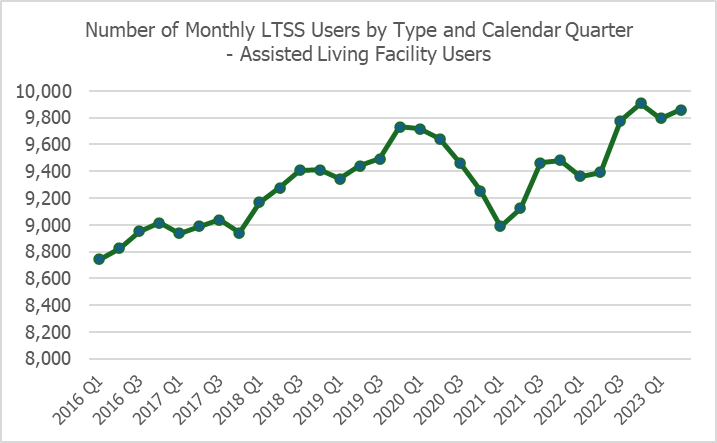 Number of Monthly LTSS Users by Type and Calendar Quarter
- Assisted Living Facility Users
10,000
9,800
9,600
9,400
9,200
9,000
8,800
8,600
8,400
8,200
8,000
2016 Q1
2016 Q3
2017 Q1
2017 Q3
2018 Q1
2018 Q3
2019 Q1
2019 Q3
2020 Q1
2020 Q3
2021 Q1
2021 Q3
2022 Q1
2022 Q3
2023 Q1